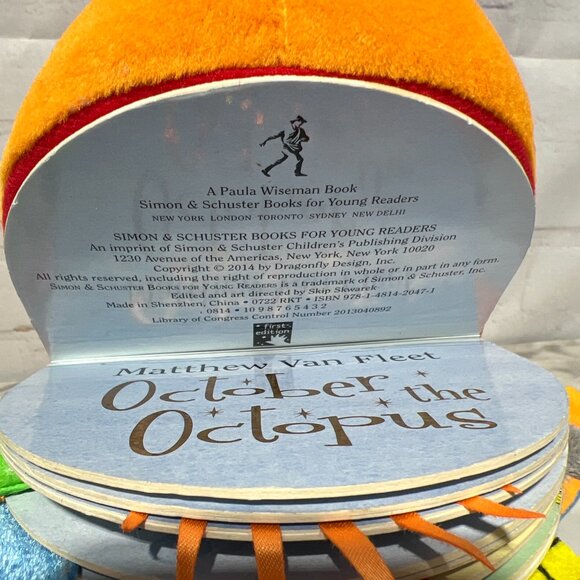 A Paula Wiseman Book
Simon & Schuster Books for Young Readers
NEW YORK LONDON TORONTO SYDNEY NEW DELHI
SIMON & SCHUSTER BOOKS FOR YOUNG READERS
An imprint of Simon & Schuster Children's Publishing Division
1230 Avenue of the Americas, New York, New York 10020
Copyright © 2014 by Dragonfly Design, Inc.
All rights reserved, including the right of reproduction in whole or in part in any form.
SIMON & SCHUSTER BOOKS FOR YOUNG READERS is a trademark of Simon & Schuster, Inc.
Edited and art directed by Skip Skwarek
Made in Shenzhen, China • 0722 RKT • ISBN 978-1-4814-2047-1
0814 • 10 9 8 7 6 5 4 3 2
Library of Congress Control Number 2013040892
first edition
Matthew Van Fleet
October the
Octopus